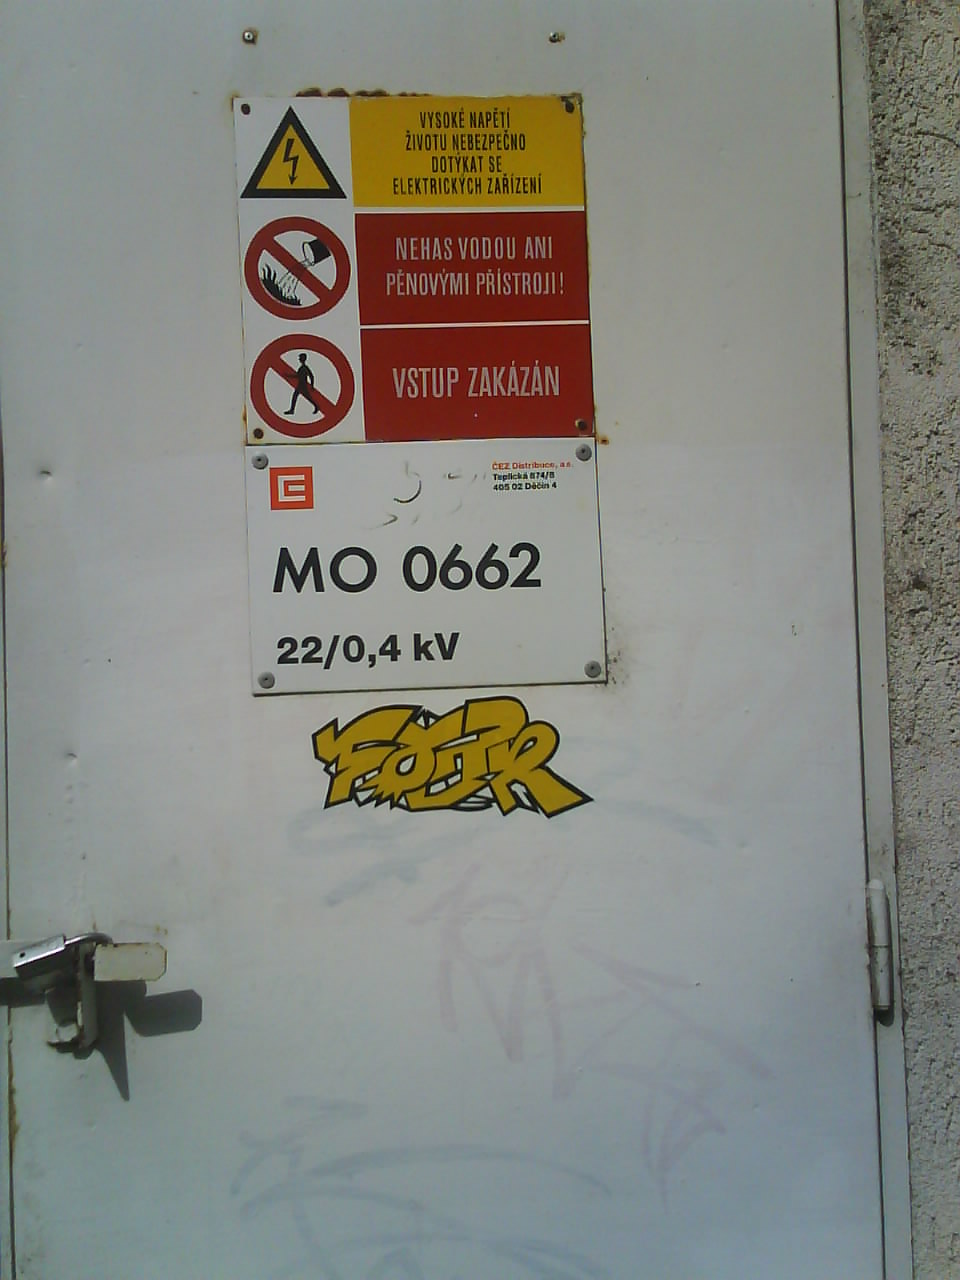 VYSOKÉ NAPĚTÍ
ŽIVOTU NEBEZPEČNO
DOTÝKAT SE
ELEKTRICKÝCH ZAŘÍZENÍ
NEHAS VODOU ANI
PĚNOVÝMI PŘÍSTROJI!
VSTUP ZAKÁZÁN
ČEZ Distribuce, a.s.
Teplická 874/8
405 02 Děčín 4
MO 0662
22/0,4 kV